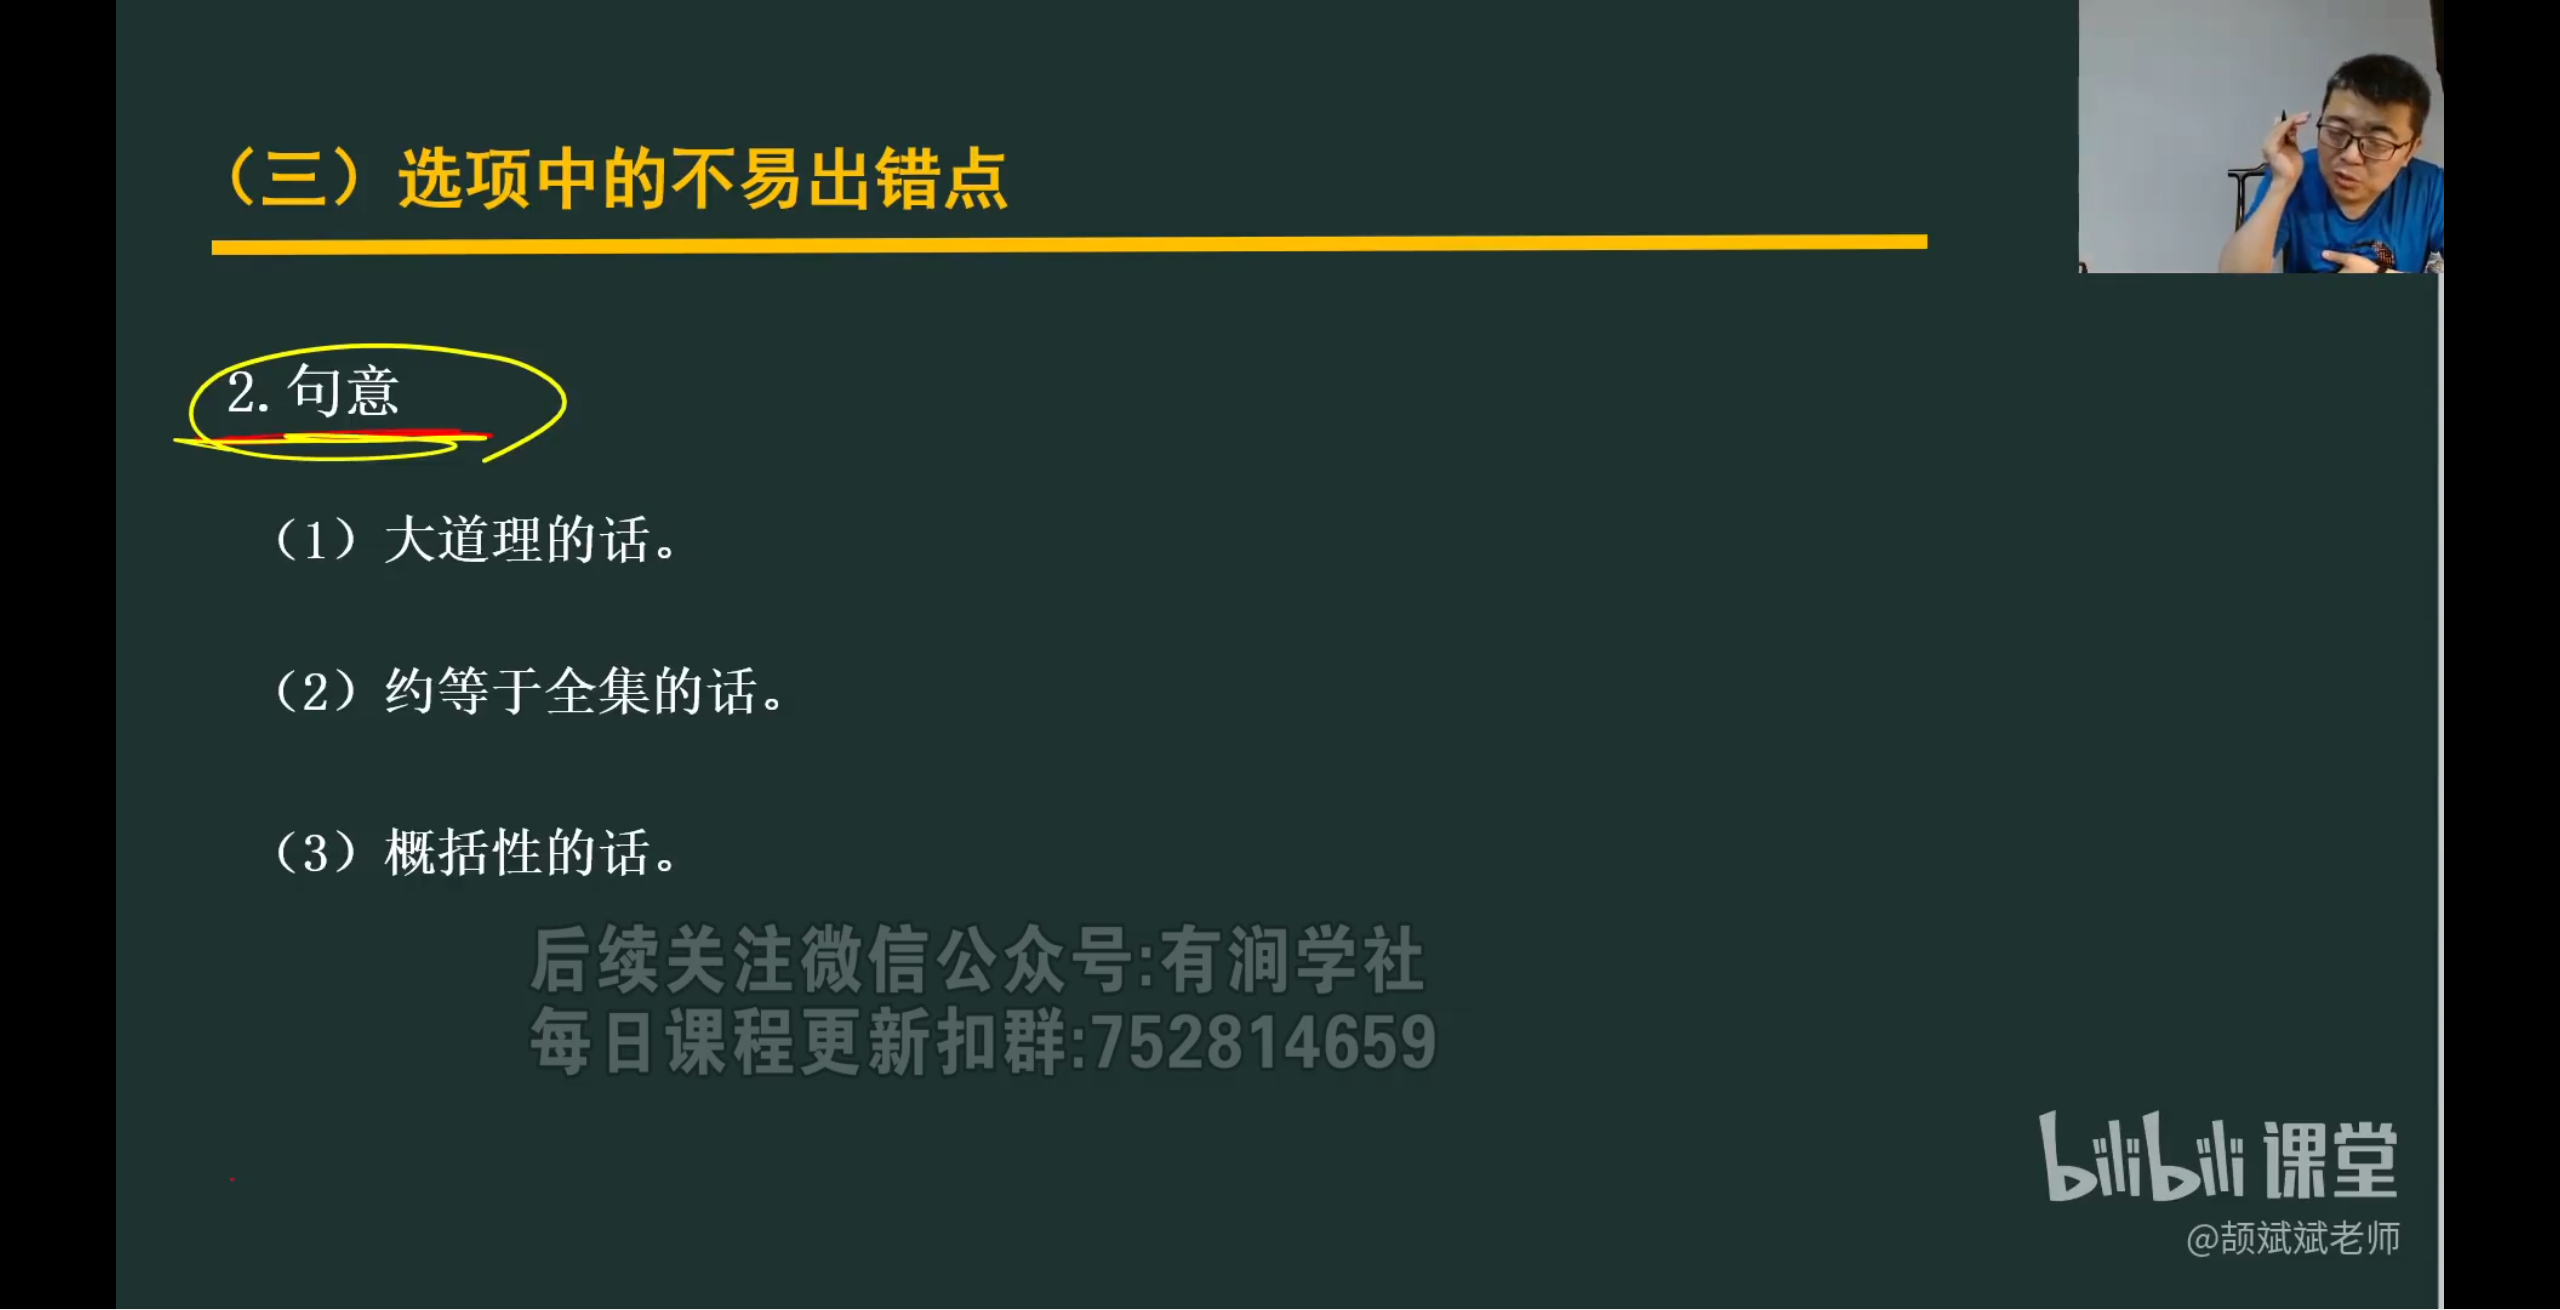 （三）选项中的不易出错点
2.句意
（1）大道理的话。
（2）约等于全集的话。
（3）概括性的话。
后续关注微信公众号:有涧学社
每日课程更新扣群:752814659
bilibili 课堂
@颉斌斌老师